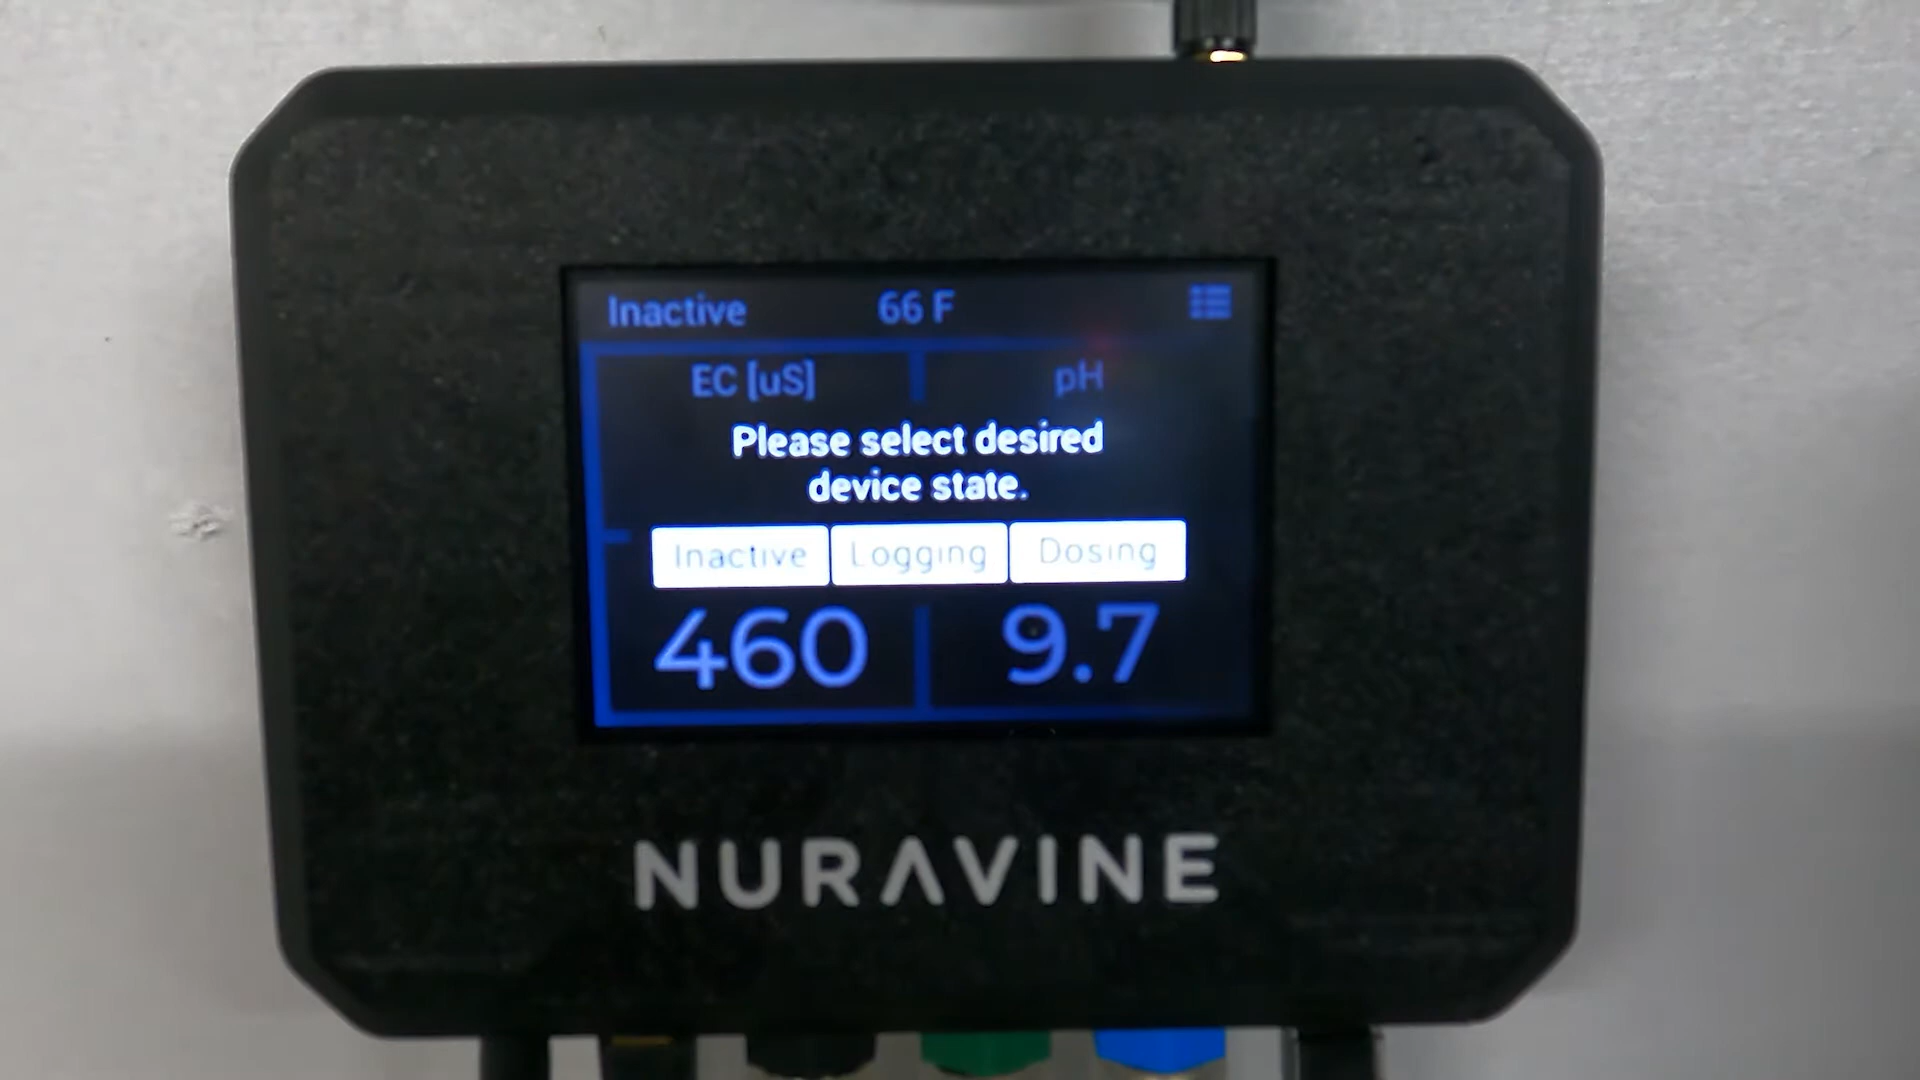 Inactive 66 F
EC [uS] pH
Please select desired
device state.
Inactive Logging Dosing
460 9.7
NURAVINE